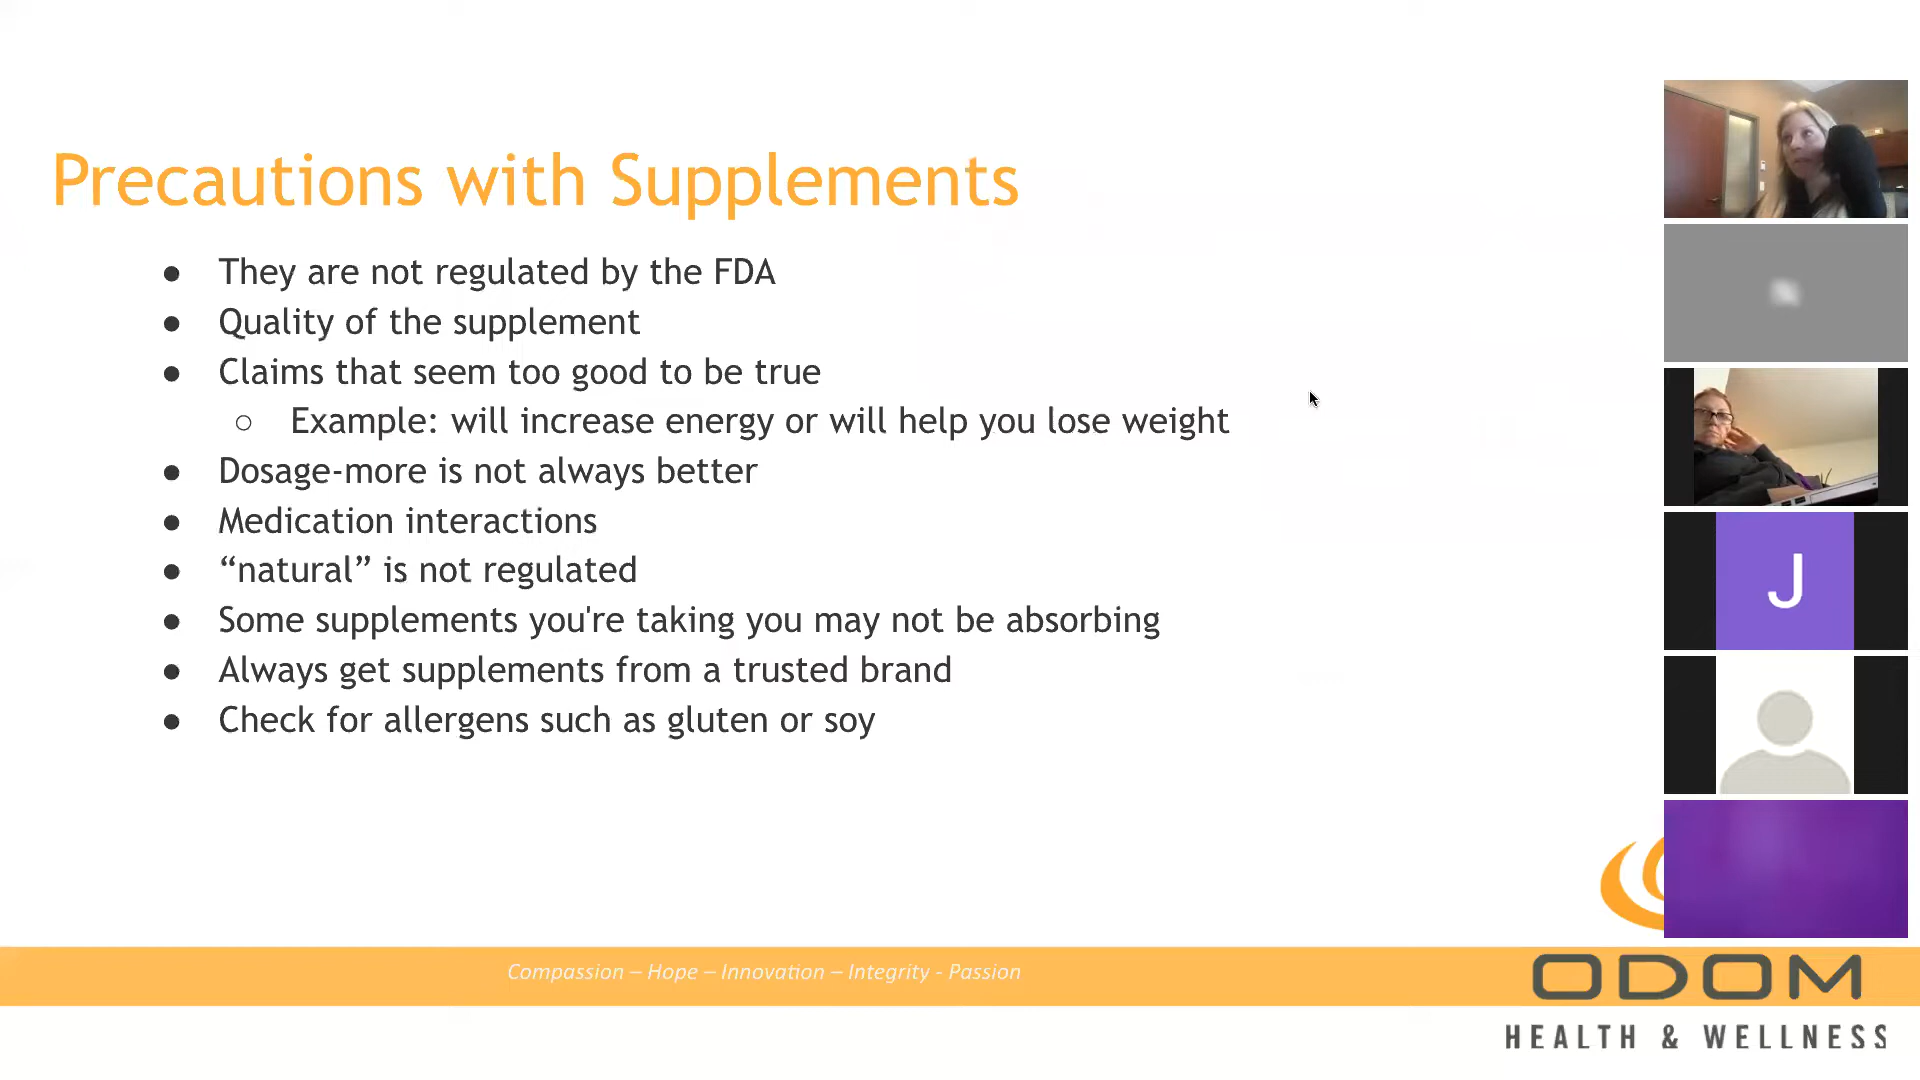 Precautions with Supplements
● They are not regulated by the FDA
● Quality of the supplement
● Claims that seem too good to be true
○ Example: will increase energy or will help you lose weight
● Dosage-more is not always better
● Medication interactions
● “natural” is not regulated
● Some supplements you're taking you may not be absorbing
● Always get supplements from a trusted brand
● Check for allergens such as gluten or soy
J
Compassion – Hope – Innovation – Integrity - Passion
ODOM
HEALTH & WELLNESS